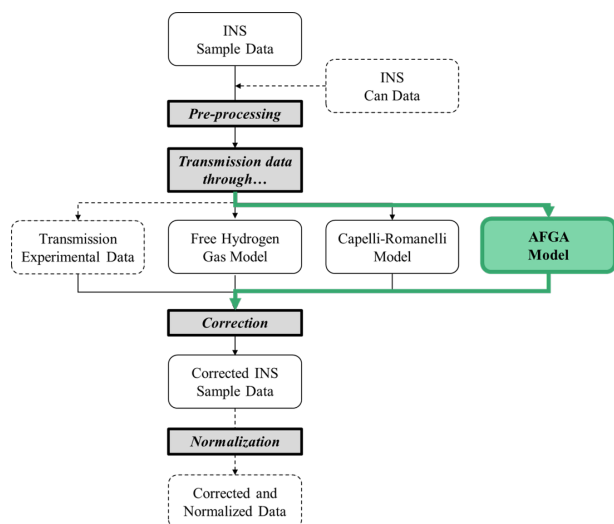 INS
Sample Data
INS
Can Data
Pre-processing
Transmission data
through...
Transmission
Experimental Data
Free Hydrogen
Gas Model
Capelli-Romanelli
Model
AFGA
Model
Correction
Corrected INS
Sample Data
Normalization
Corrected and
Normalized Data